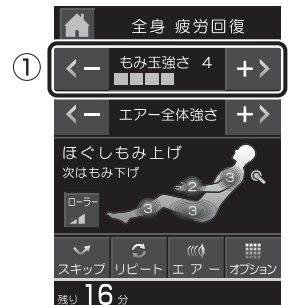 全身 疲労回復
① もみ玉強さ 4
エアー全体強さ
ほぐしもみ上げ
次はもみ下げ
ローラー
2
3
3
3
スキップ リピート エアー オプション
残り 16 分